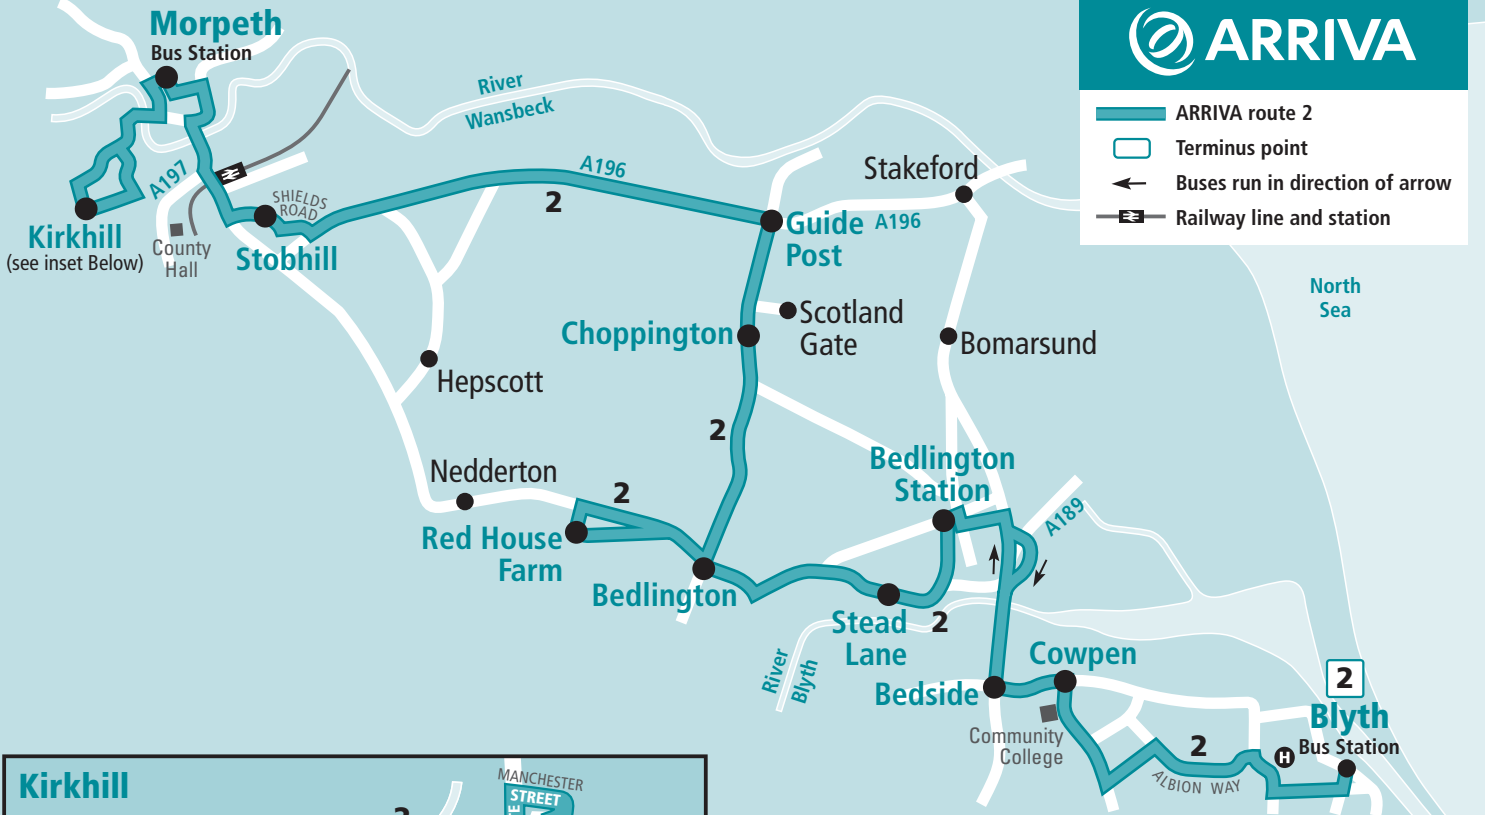 Morpeth
Bus Station
ARRIVA
ARRIVA route 2
Terminus point
Buses run in direction of arrow
Railway line and station
River
Wansbeck
A197
Kirkhill
(see inset Below)
County
Hall
SHIELDS
ROAD
Stobhill
A196
2
Stakeford
Guide
Post
A196
North
Sea
Scotland
Gate
Choppington
Bomarsund
Hepscott
2
Nedderton
2
Red House
Farm
Bedlington
Bedlington
Station
A189
Stead
Lane
2
River
Blyth
Bedside
Cowpen
Community
College
2
Blyth
Bus Station
H
2
ALBION WAY
Kirkhill
MANCHESTER
STREET